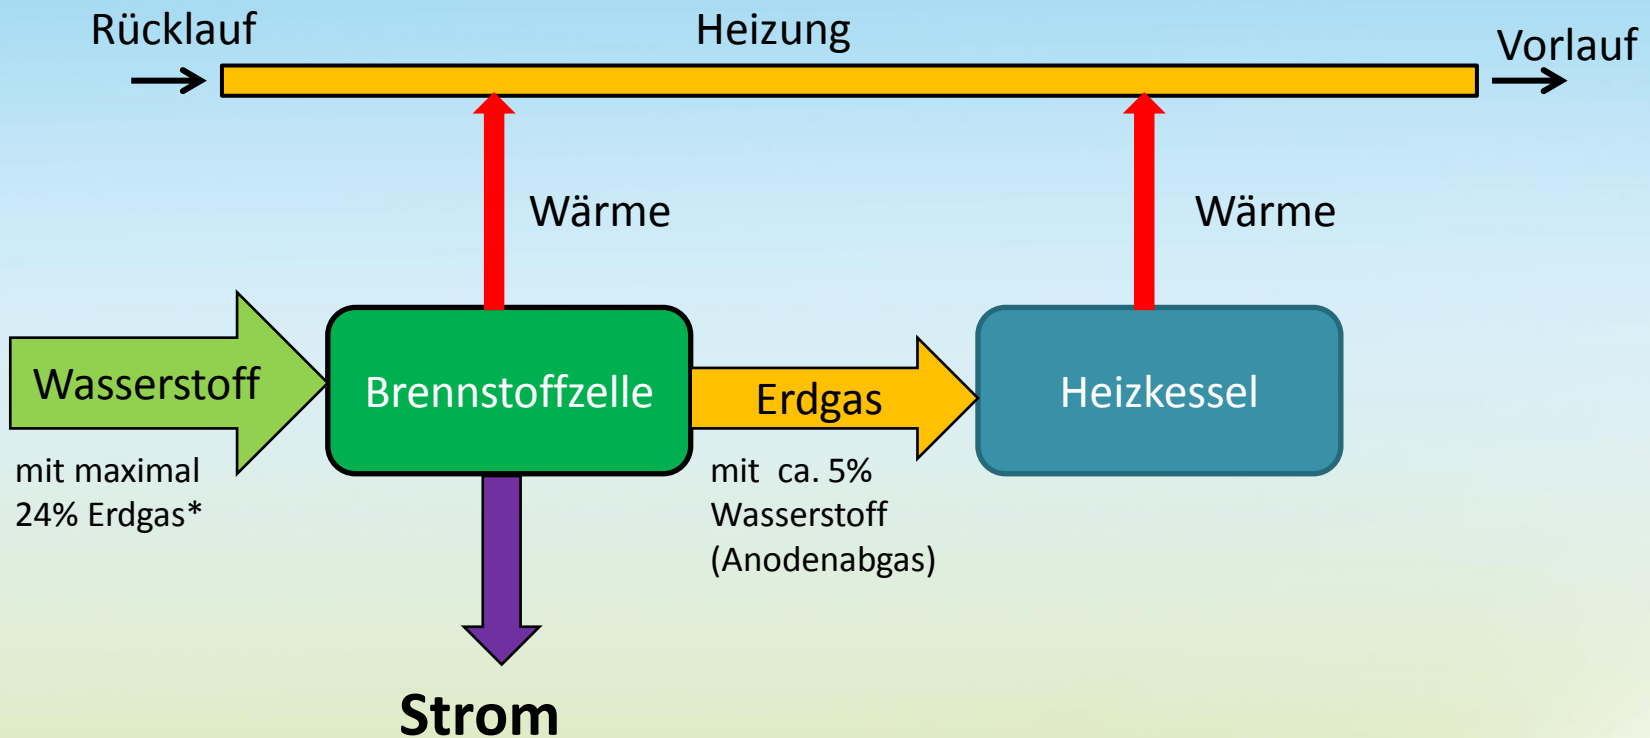 Rücklauf
Heizung
Vorlauf
Wärme
Wärme
Wasserstoff
Brennstoffzelle
Erdgas
Heizkessel
mit maximal
24% Erdgas*
mit ca. 5%
Wasserstoff
(Anodenabgas)
Strom